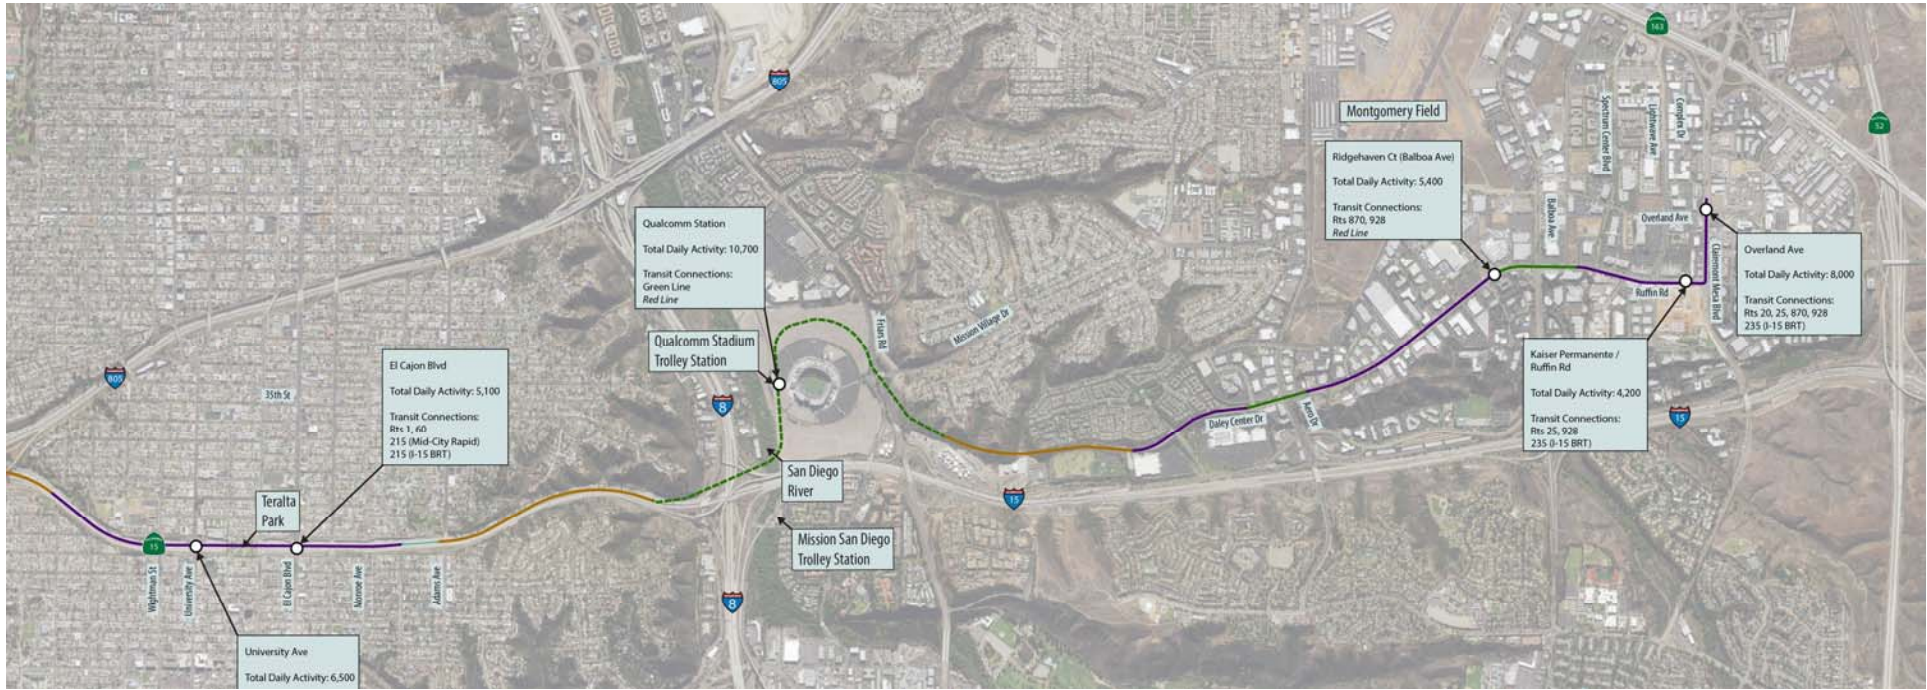 163
805
52
Montgomery Field
Spectrum Center Blvd
Lightwave Ave
Complex Dr
Ridgehaven Ct (Balboa Ave)
Total Daily Activity: 5,400
Transit Connections:
Rts 870, 928
Red Line
Balboa Ave
Overland Ave
Clairemont Mesa Blvd
Ruffin Rd
Overland Ave
Total Daily Activity: 8,000
Transit Connections:
Rts 20, 25, 870, 928
235 (I-15 BRT)
Qualcomm Station
Total Daily Activity: 10,700
Transit Connections:
Green Line
Red Line
Qualcomm Stadium
Trolley Station
Friars Rd
Mission Village Dr
Kaiser Permanente /
Ruffin Rd
Total Daily Activity: 4,200
Transit Connections:
Rts 25, 928
235 (I-15 BRT)
15
El Cajon Blvd
Total Daily Activity: 5,100
Transit Connections:
Rts 1, 60
215 (Mid-City Rapid)
215 (I-15 BRT)
805
35th St
8
Daley Center Dr
Aero Dr
San Diego
River
15
Teralta
Park
Mission San Diego
Trolley Station
15
Wightman St
University Ave
El Cajon Blvd
Monroe Ave
Adams Ave
8
University Ave
Total Daily Activity: 6,500